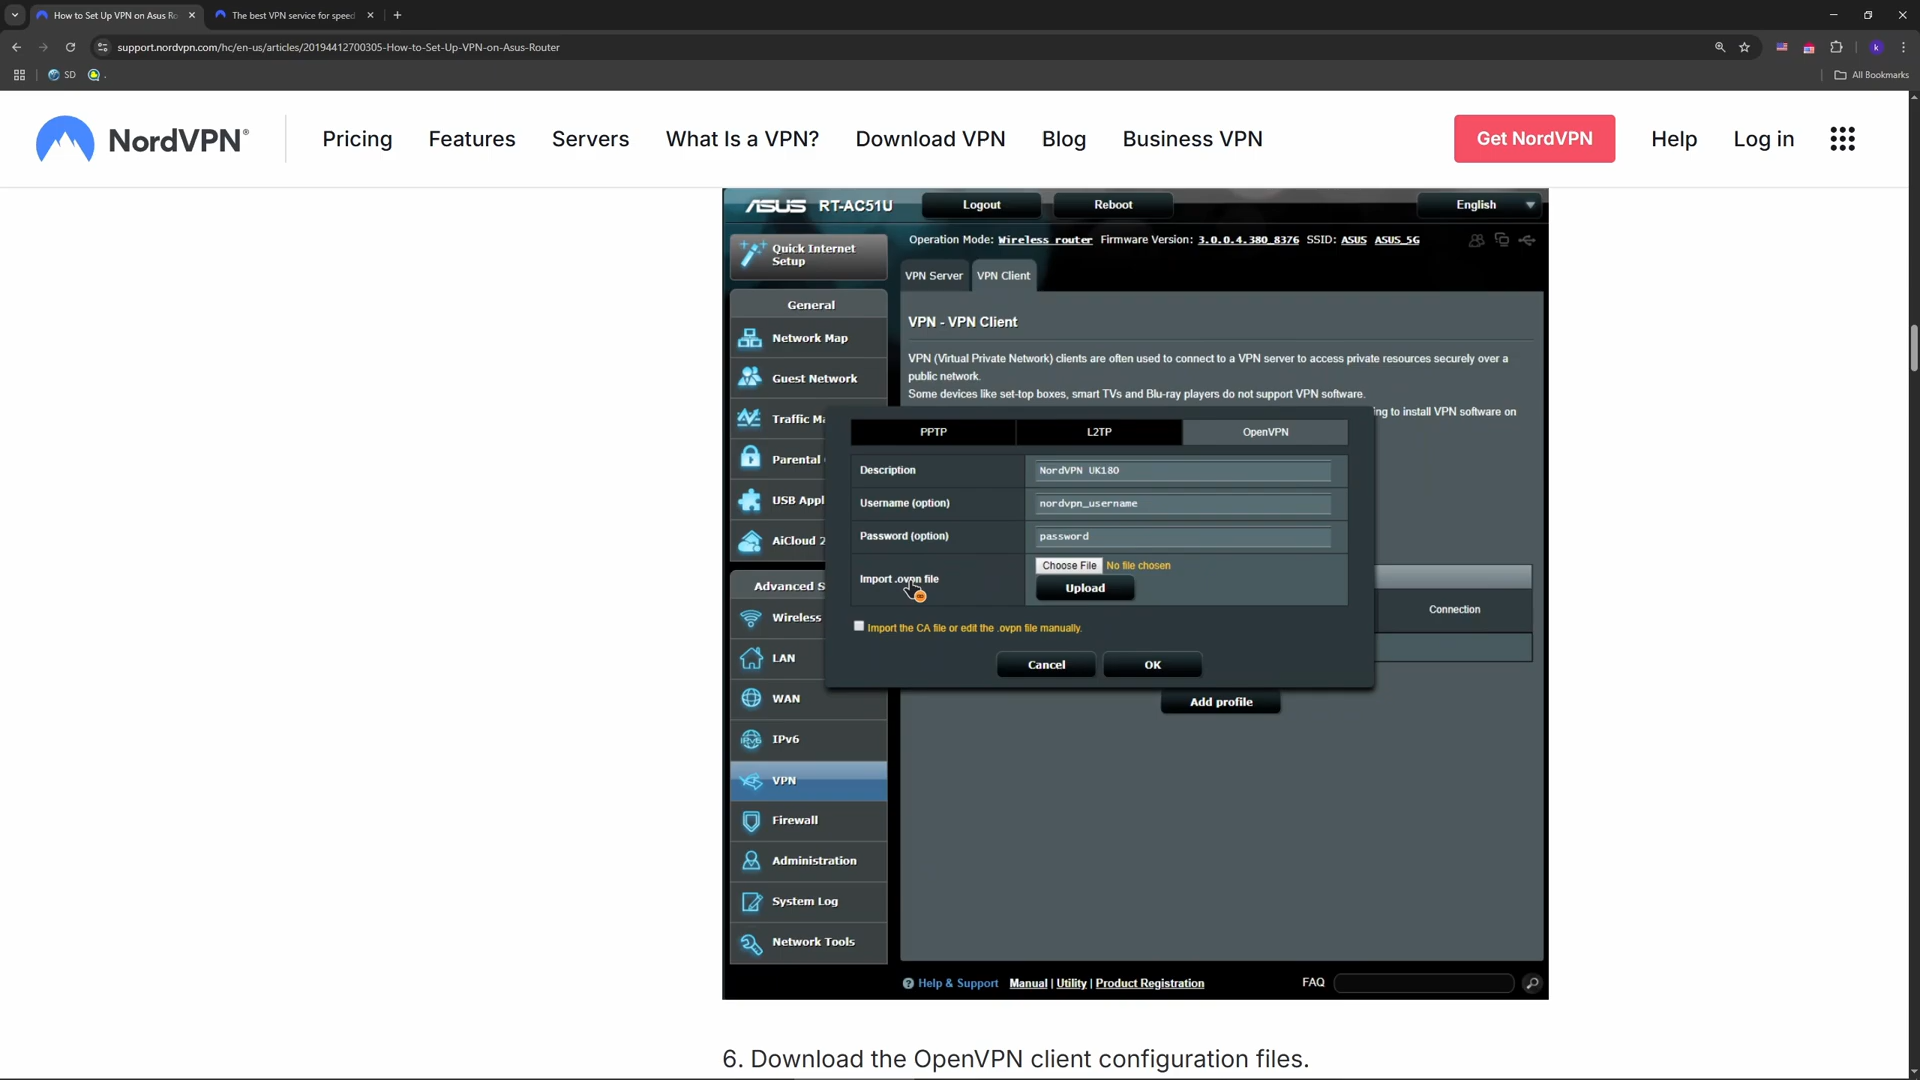 How to Set Up VPN on Asus Ro
The best VPN service for speed
support.nordvpn.com/hc/en-us/articles/20194412700305-How-to-Set-Up-VPN-on-Asus-Router
k
SD
.
All Bookmarks
NordVPN®
Pricing
Features
Servers
What Is a VPN?
Download VPN
Blog
Business VPN
Get NordVPN
Help
Log in
ASUS RT-AC51U
Logout
Reboot
English
Quick Internet
Setup
Operation Mode: Wireless router Firmware Version: 3.0.0.4.380_8376 SSID: ASUS ASUS_5G
VPN Server
VPN Client
General
Network Map
Guest Network
Traffic Ma
Parental
USB Appl
AiCloud 2
VPN - VPN Client
VPN (Virtual Private Network) clients are often used to connect to a VPN server to access private resources securely over a
public network.
Some devices like set-top boxes, smart TVs and Blu-ray players do not support VPN software.
ing to install VPN software on
PPTP
L2TP
OpenVPN
Description
NordVPN UK180
Username (option)
nordvpn_username
Password (option)
password
Import .ovpn file
Choose File No file chosen
Upload
Import the CA file or edit the .ovpn file manually.
Cancel
OK
Connection
Add profile
Advanced S
Wireless
LAN
WAN
IPv6
IPv6
VPN
Firewall
Administration
System Log
Network Tools
Help & Support
Manual | Utility | Product Registration
FAQ
6. Download the OpenVPN client configuration files.